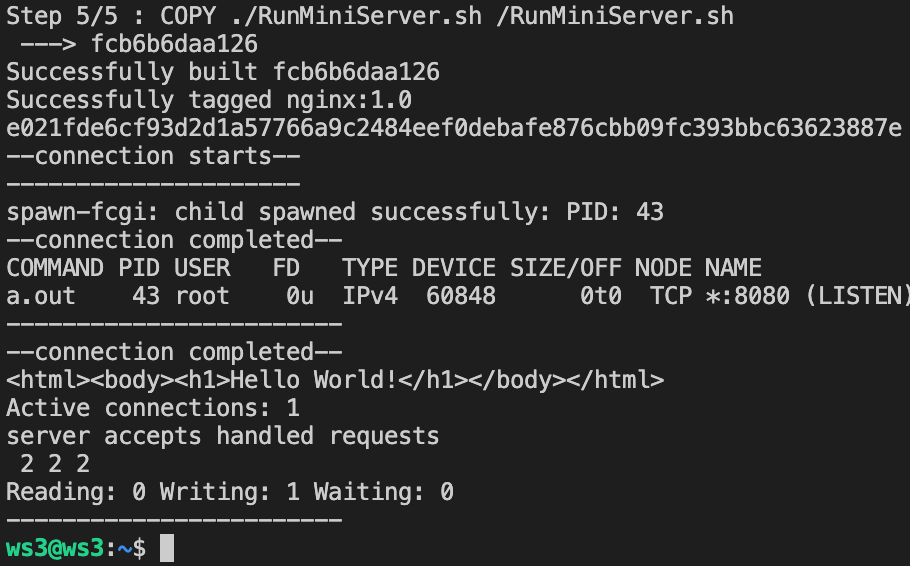 Step 5/5 : COPY ./RunMiniServer.sh /RunMiniServer.sh
 ---> fcb6b6daa126
Successfully built fcb6b6daa126
Successfully tagged nginx:1.0
e021fde6cf93d2d1a57766a9c2484eef0debafe876cbb09fc393bbc63623887e
--connection starts--
---------------------
spawn-fcgi: child spawned successfully: PID: 43
--connection completed--
COMMAND PID USER   FD   TYPE DEVICE SIZE/OFF NODE NAME
a.out    43 root    0u  IPv4  60848      0t0  TCP *:8080 (LISTEN)
------------------------
--connection completed--
<html><body><h1>Hello World!</h1></body></html>
Active connections: 1
server accepts handled requests
 2 2 2
Reading: 0 Writing: 1 Waiting: 0
------------------------
ws3@ws3:~$